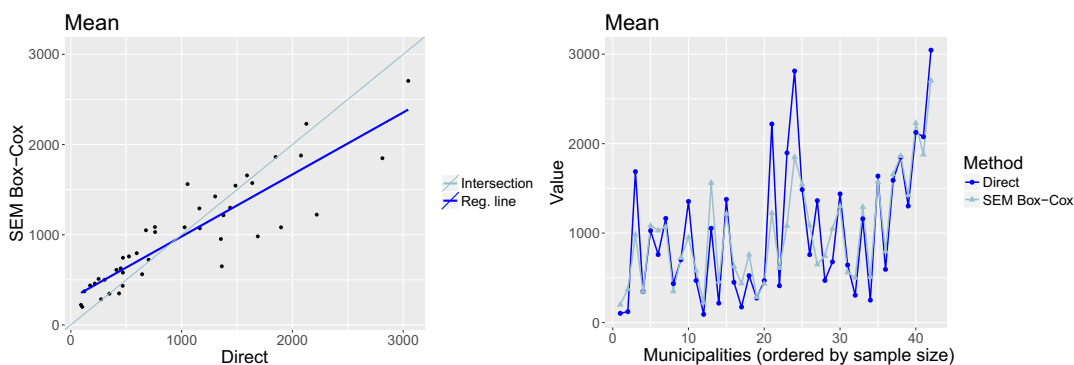 Mean
SEM Box−Cox
3000
2000
1000
0
0
1000
2000
3000
Direct
Intersection
Reg. line
Mean
Value
3000
2000
1000
0
0
10
20
30
40
Municipalities (ordered by sample size)
Method
Direct
SEM Box−Cox